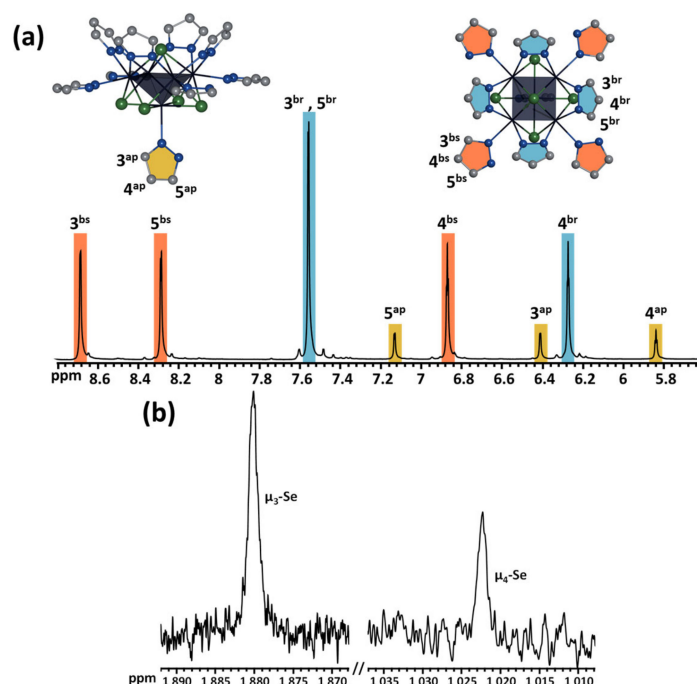 (a)
3ap
4ap 5ap
3br , 5br
3br
4br
5br
3bs
4bs
5bs
3bs 5bs 4bs 4br
5ap 3ap 4ap
ppm 8.6 8.4 8.2 8 7.8 7.6 7.4 7.2 7 6.8 6.6 6.4 6.2 6 5.8
(b)
μ3-Se
μ4-Se
ppm 1.890 1.885 1.880 1.875 1.870 // 1.035 1.030 1.025 1.020 1.015 1.010